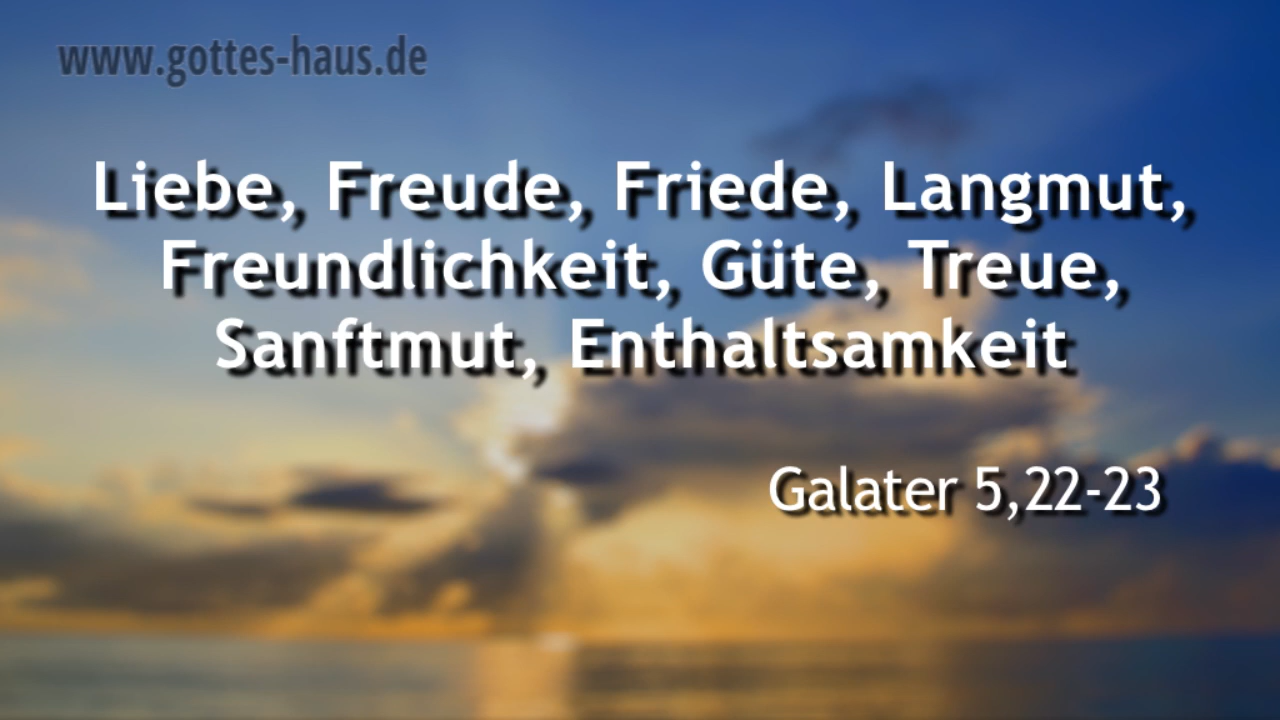 www.gottes-haus.de
Liebe, Freude, Friede, Langmut,
Freundlichkeit, Güte, Treue,
Sanftmut, Enthaltsamkeit
Galater 5,22-23